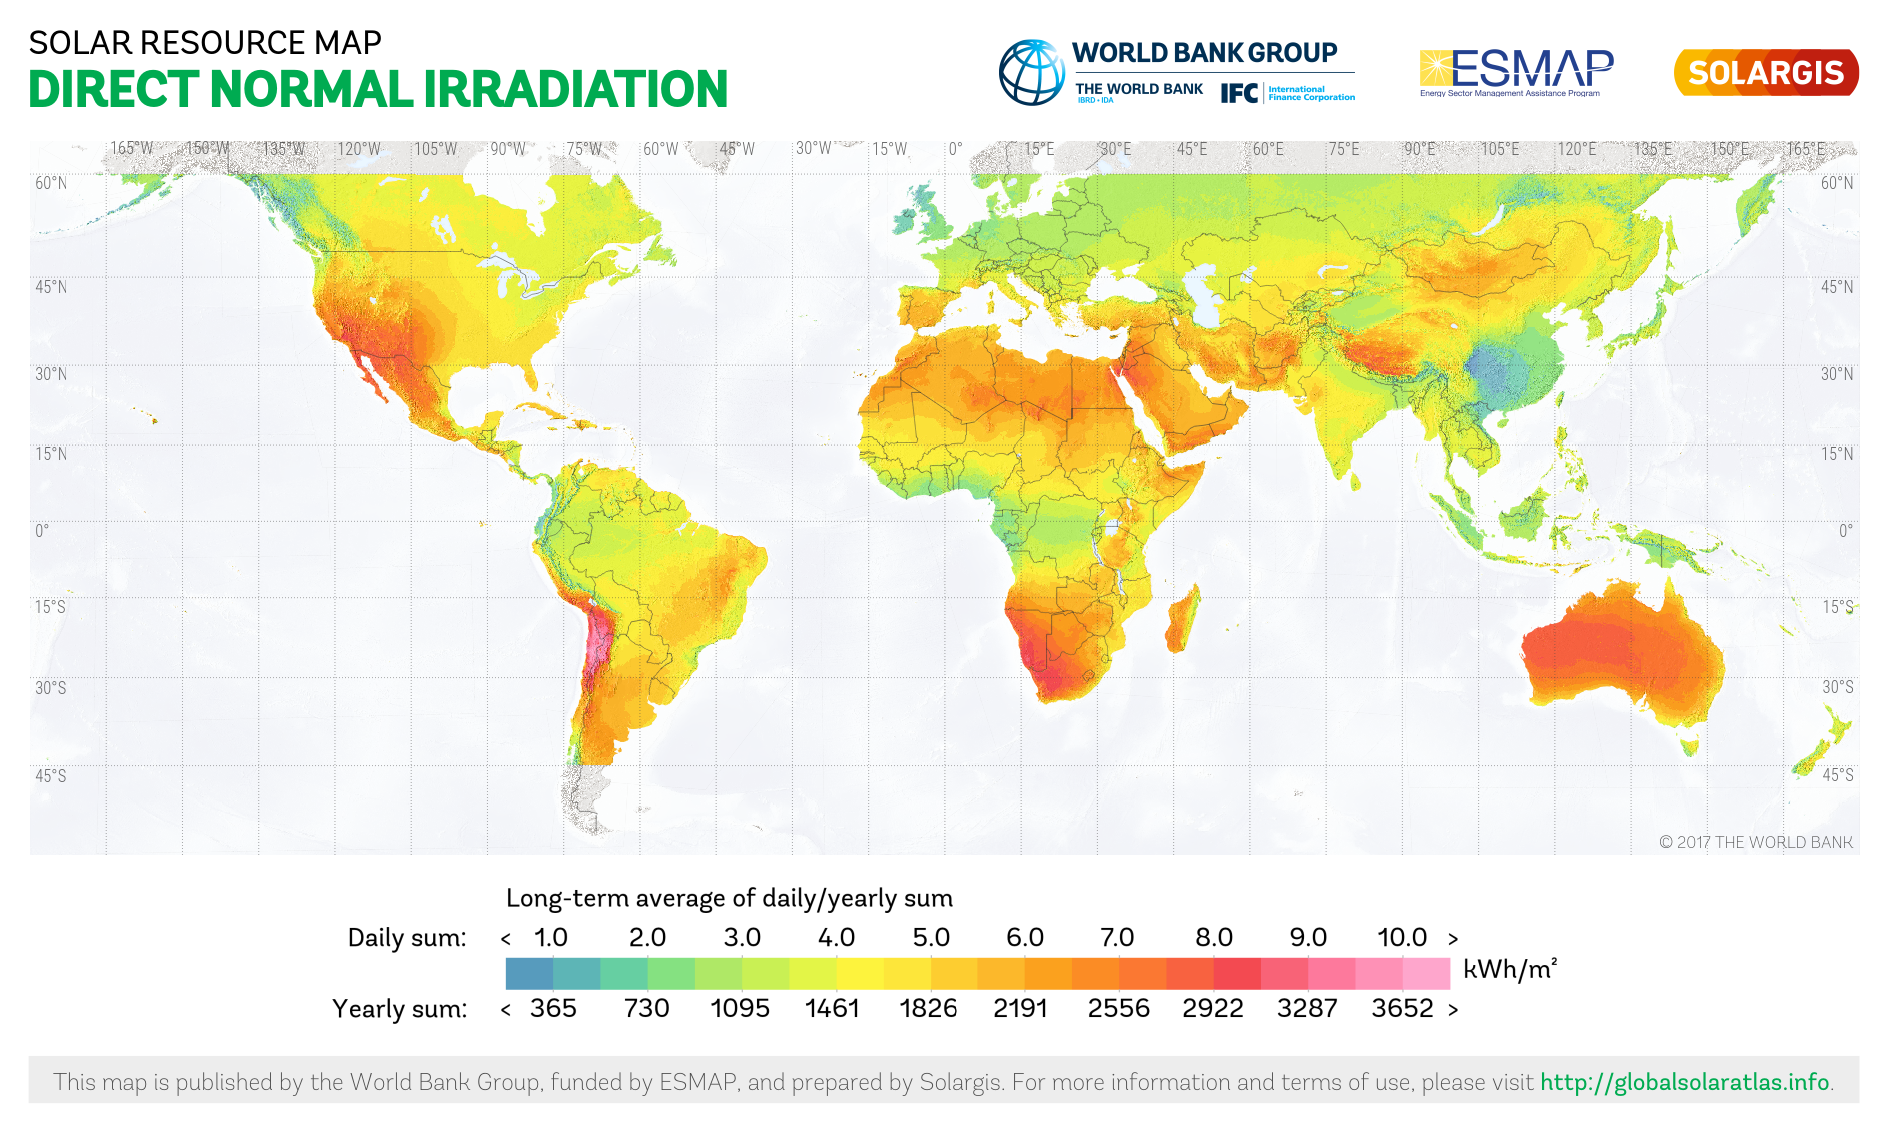 SOLAR RESOURCE MAP
DIRECT NORMAL IRRADIATION
WORLD BANK GROUP
THE WORLD BANK
IBRD • IDA
IFC
International
Finance Corporation
ESMAP
Energy Sector Management Assistance Program
SOLARGIS
165°W 150°W 135°W 120°W 105°W 90°W 75°W 60°W 45°W 30°W 15°W 0° 15°E 30°E 45°E 60°E 75°E 90°E 105°E 120°E 135°E 150°E 165°E
60°N 60°N
45°N 45°N
30°N 30°N
15°N 15°N
0° 0°
15°S 15°S
30°S 30°S
45°S 45°S
© 2017 THE WORLD BANK
Long-term average of daily/yearly sum
Daily sum: < 1.0 2.0 3.0 4.0 5.0 6.0 7.0 8.0 9.0 10.0 >
kWh/m²
Yearly sum: < 365 730 1095 1461 1826 2191 2556 2922 3287 3652 >
This map is published by the World Bank Group, funded by ESMAP, and prepared by Solargis. For more information and terms of use, please visit http://globalsolaratlas.info.